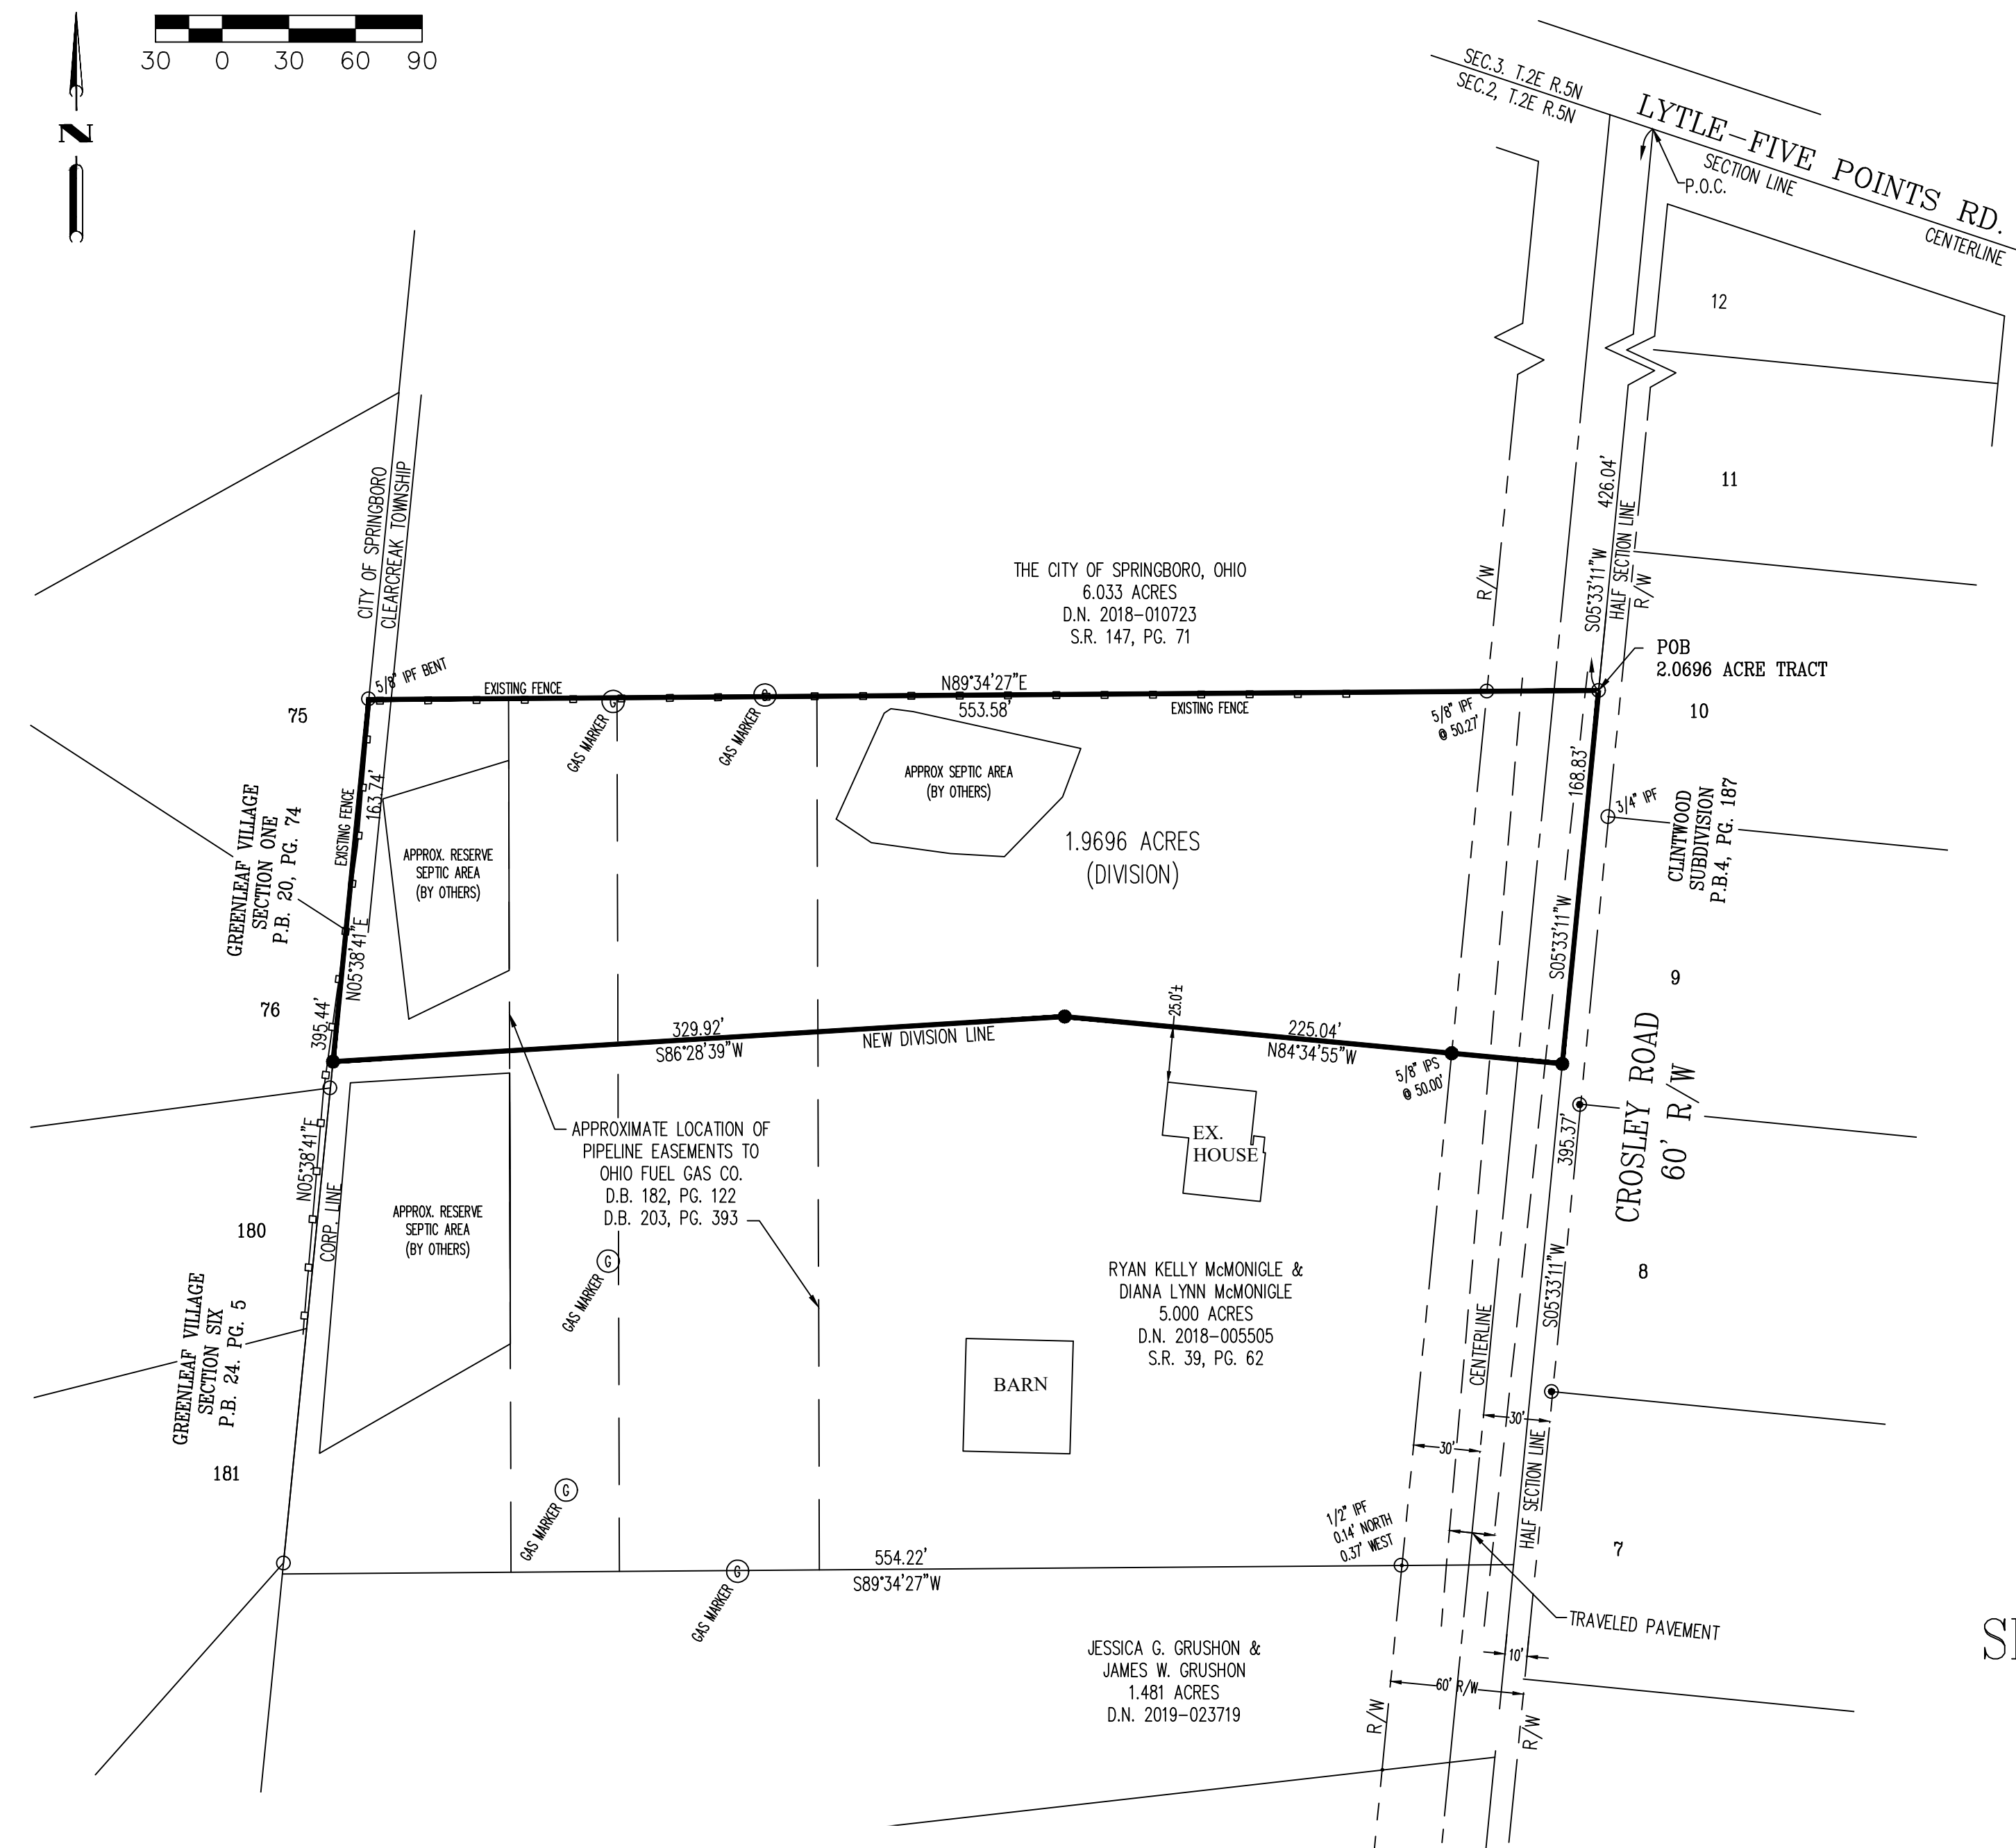 30 0 30 60 90
N
SEC.3. T.2E R.5N
SEC.2, T.2E R.5N
LYTLE-FIVE POINTS RD.
SECTION LINE
CENTERLINE
P.O.C.
12
11
CITY OF SPRINGBORO
CLEARCREAK TOWNSHIP
426.04'
S05°33'11"W
HALF SECTION LINE
R/W
R/W
THE CITY OF SPRINGBORO, OHIO
6.033 ACRES
D.N. 2018-010723
S.R. 147, PG. 71
POB
2.0696 ACRE TRACT
5/8" IPF BENT
EXISTING FENCE
N89°34'27"E
553.58'
EXISTING FENCE
5/8" IPF
@ 50.27'
10
75
GAS MARKER
G
GAS MARKER
G
168.83'
S05°33'11"W
3/4" IPF
CLINTWOOD
SUBDIVISION
P.B.4, PG. 187
APPROX SEPTIC AREA
(BY OTHERS)
1.9696 ACRES
(DIVISION)
163.74'
EXISTING FENCE
N05°38'41"E
GREENLEAF VILLAGE
SECTION ONE
P.B. 20, PG. 74
APPROX. RESERVE
SEPTIC AREA
(BY OTHERS)
9
76
395.44'
329.92'
S86°28'39"W
NEW DIVISION LINE
25.0'±
225.04'
N84°34'55"W
5/8" IPS
@ 50.00'
CROSLEY ROAD
60' R/W
EX.
HOUSE
APPROXIMATE LOCATION OF
PIPELINE EASEMENTS TO
OHIO FUEL GAS CO.
D.B. 182, PG. 122
D.B. 203, PG. 393
395.37'
S05°33'11"W
N05°38'41"E
CORP. LINE
APPROX. RESERVE
SEPTIC AREA
(BY OTHERS)
180
8
G
GAS MARKER
RYAN KELLY McMONIGLE &
DIANA LYNN McMONIGLE
5.000 ACRES
D.N. 2018-005505
S.R. 39, PG. 62
GREENLEAF VILLAGE
SECTION SIX
P.B. 24. PG. 5
CENTERLINE
BARN
30'
30'
HALF SECTION LINE
181
G
GAS MARKER
1/2" IPF
0.14' NORTH
0.37' WEST
7
554.22'
S89°34'27"W
G
GAS MARKER
TRAVELED PAVEMENT
10'
60' R/W
JESSICA G. GRUSHON &
JAMES W. GRUSHON
1.481 ACRES
D.N. 2019-023719
R/W
R/W